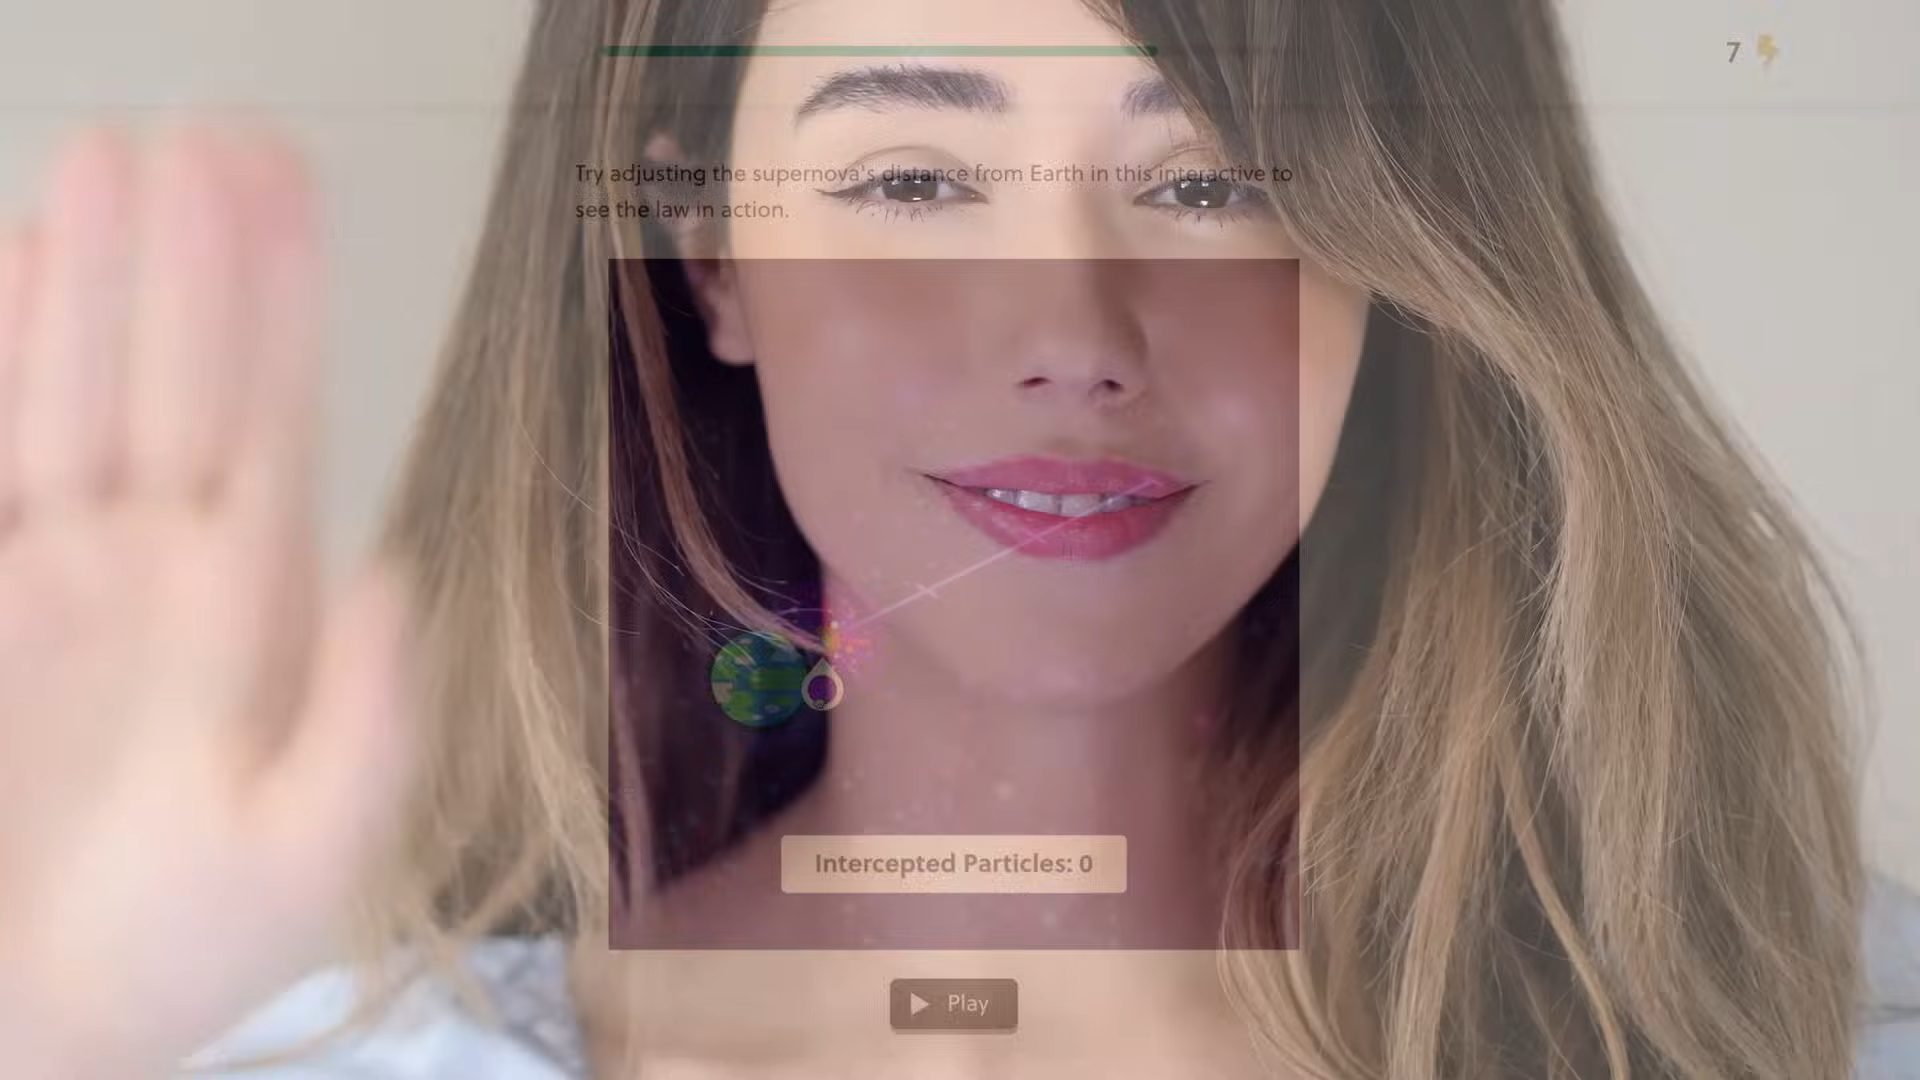 7
Try adjusting the supernova's distance from Earth in this interactive to
see the law in action.
Intercepted Particles: 0
Play